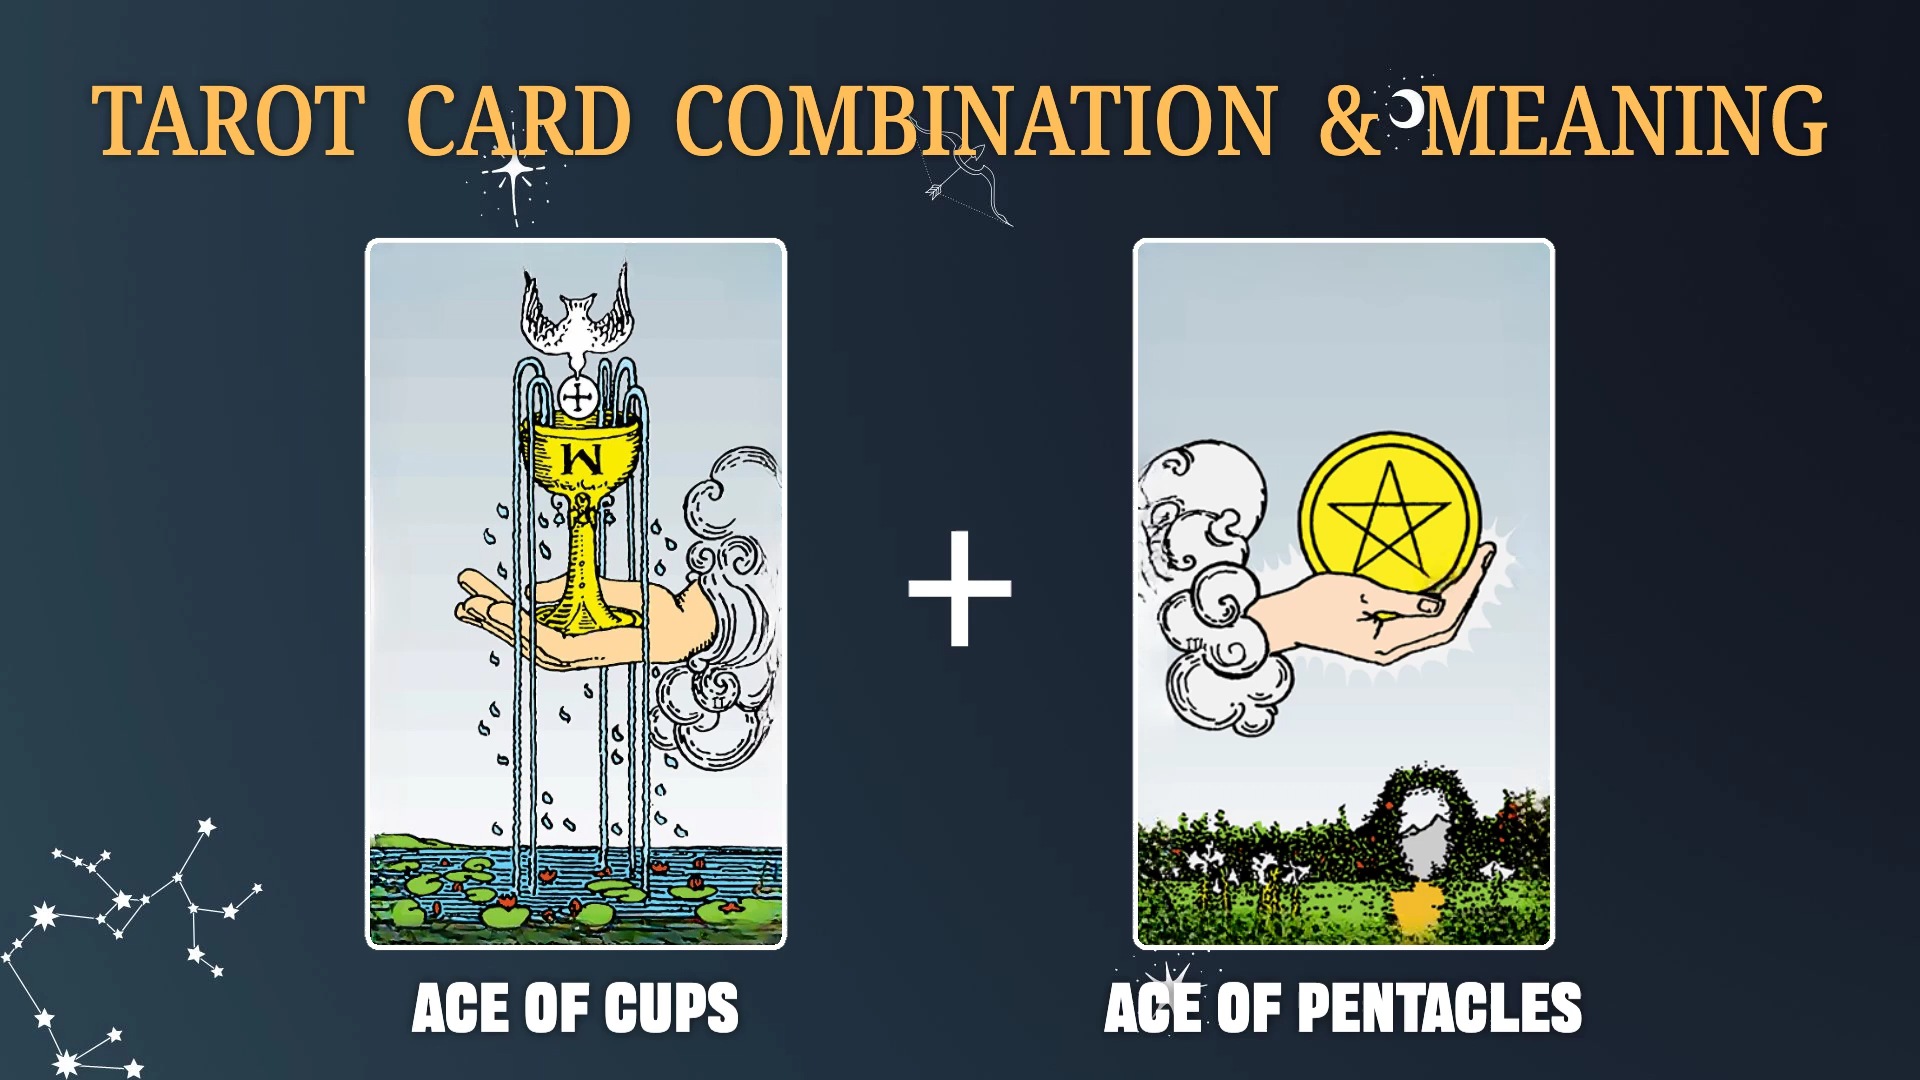 TAROT CARD COMBINATION & MEANING
ACE OF CUPS
+
ACE OF PENTACLES